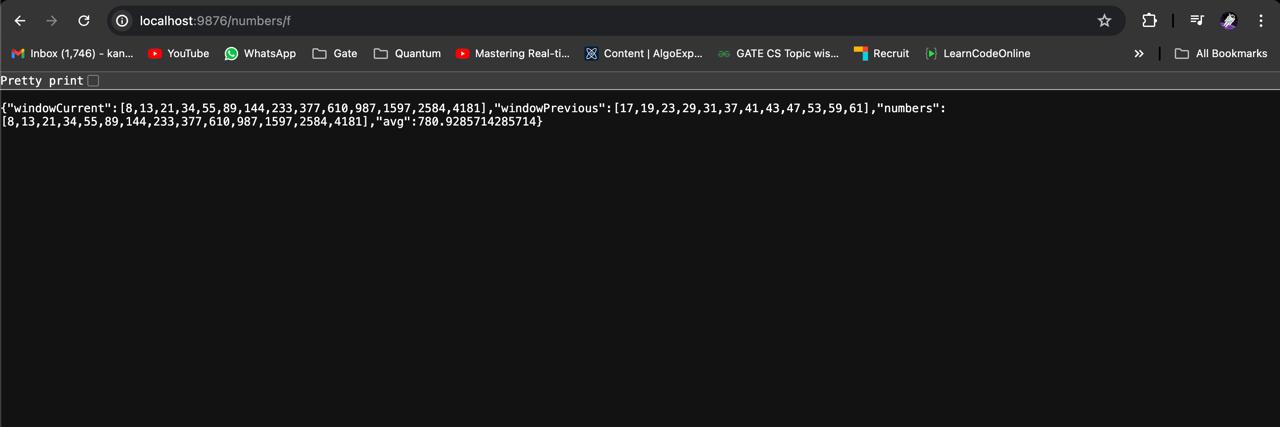 localhost:9876/numbers/f
Inbox (1,746) - kan... YouTube WhatsApp Gate Quantum Mastering Real-ti... Content | AlgoExp... GATE CS Topic wis... Recruit LearnCodeOnline » All Bookmarks
Pretty print
{"windowCurrent":[8,13,21,34,55,89,144,233,377,610,987,1597,2584,4181],"windowPrevious":[17,19,23,29,31,37,41,43,47,53,59,61],"numbers":
[8,13,21,34,55,89,144,233,377,610,987,1597,2584,4181],"avg":780.9285714285714}